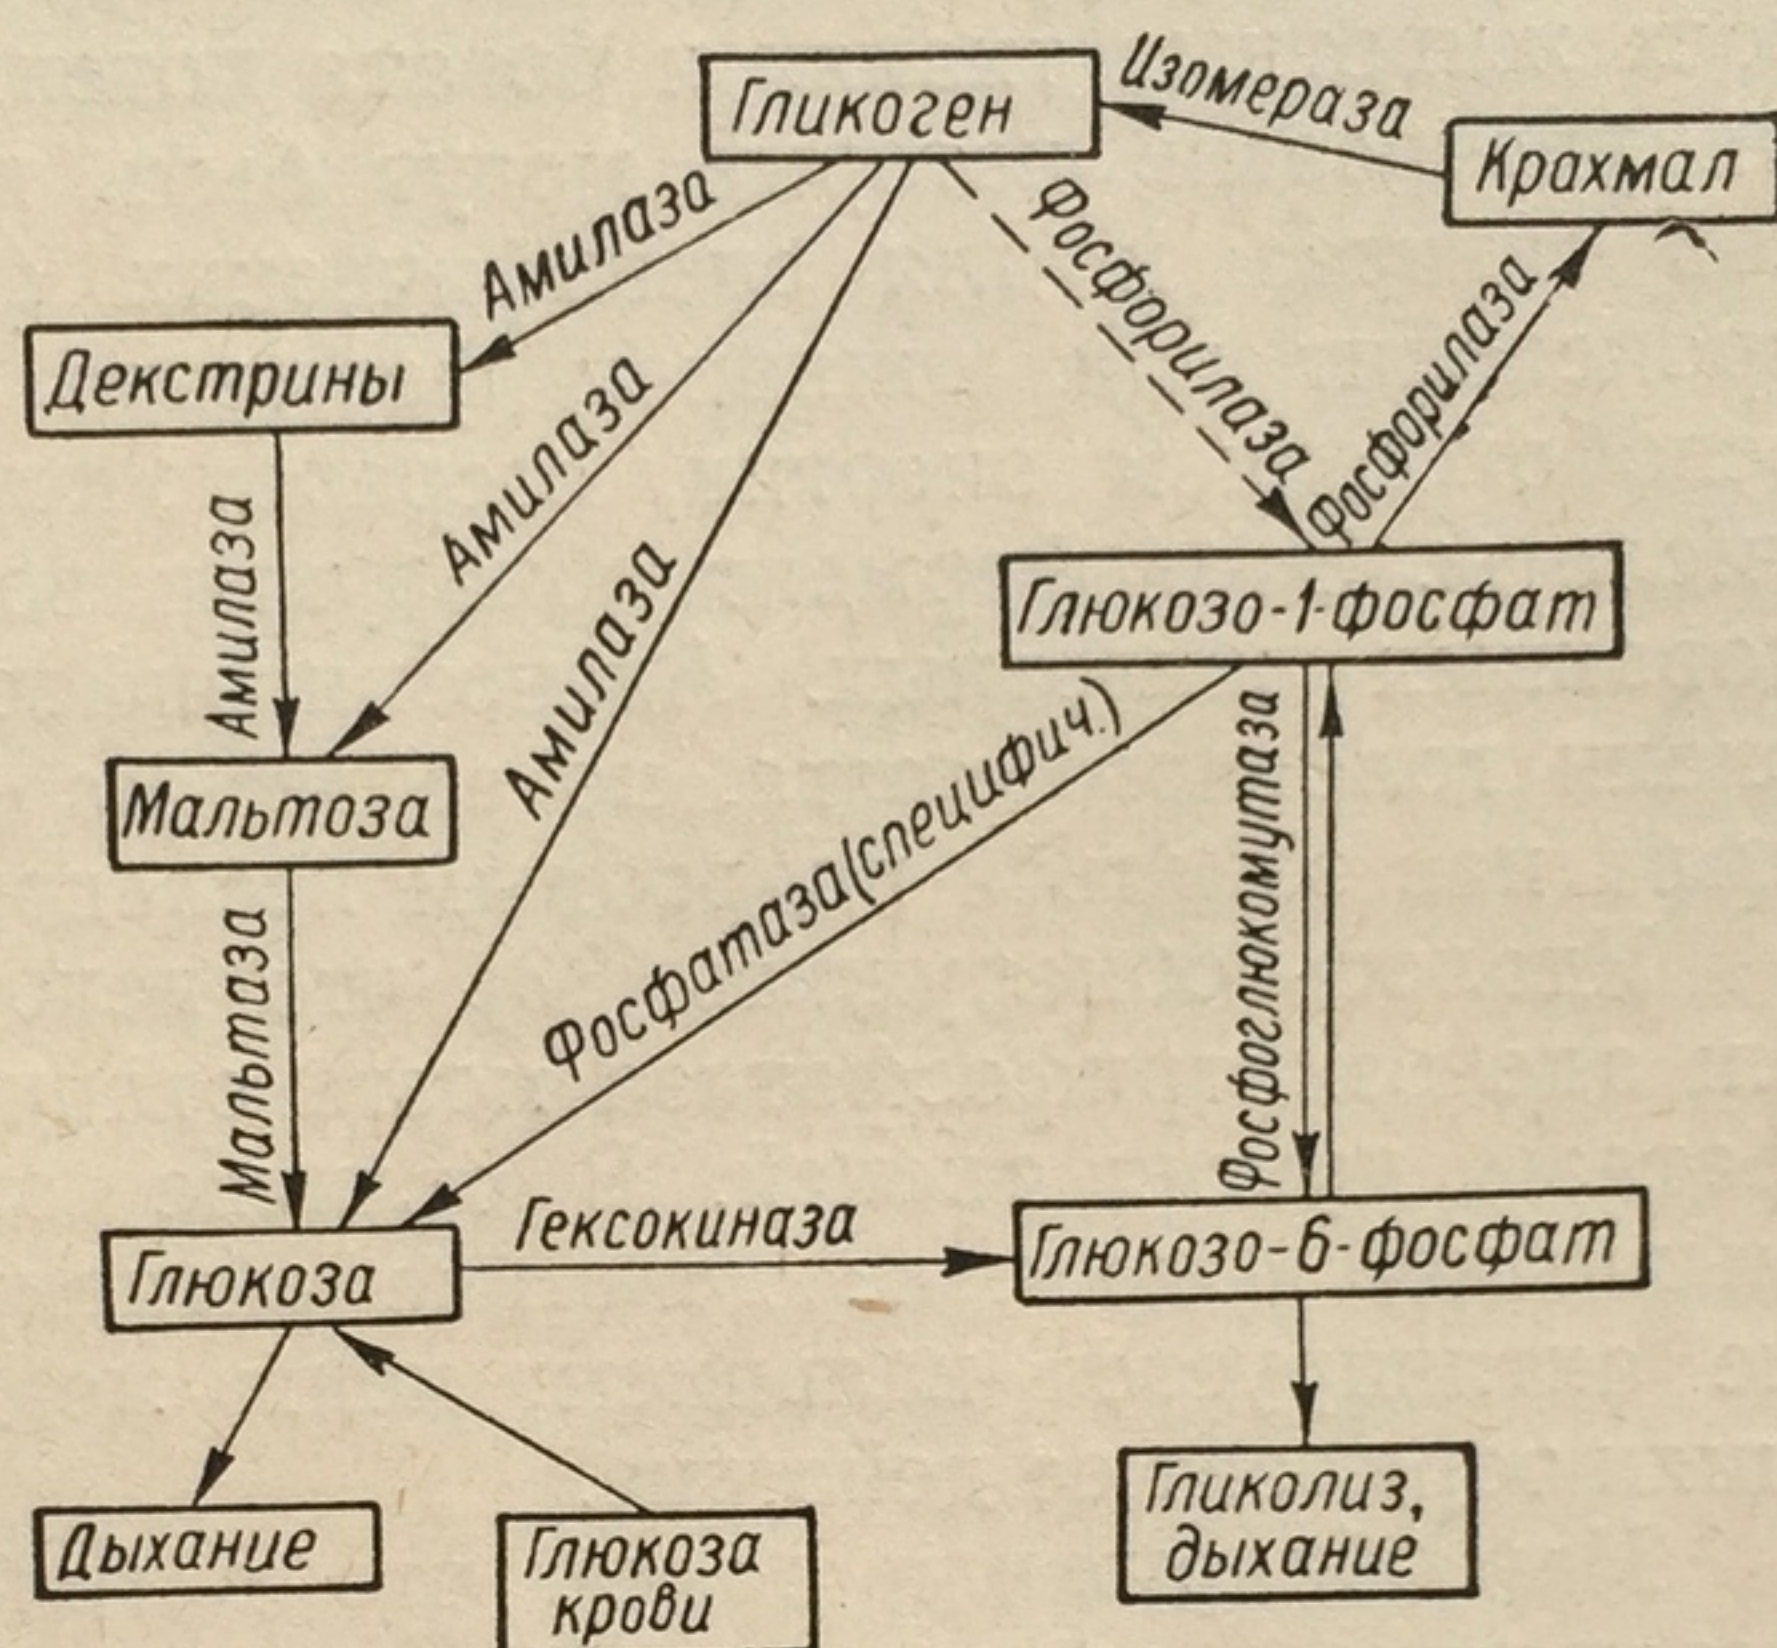 Гликоген
Изомераза
Крахмал
Амилаза
Фосфорилаза
Фосфорилаза
Декстрины
Амилаза
Амилаза
Амилаза
Глюкозо-1-фосфат
Мальтоза
Фосфатаза(специфич.)
Фосфоглюкомутаза
Мальтаза
Глюкоза
Гексокиназа
Глюкозо-6-фосфат
Дыхание
Глюкоза
крови
Гликолиз,
дыхание